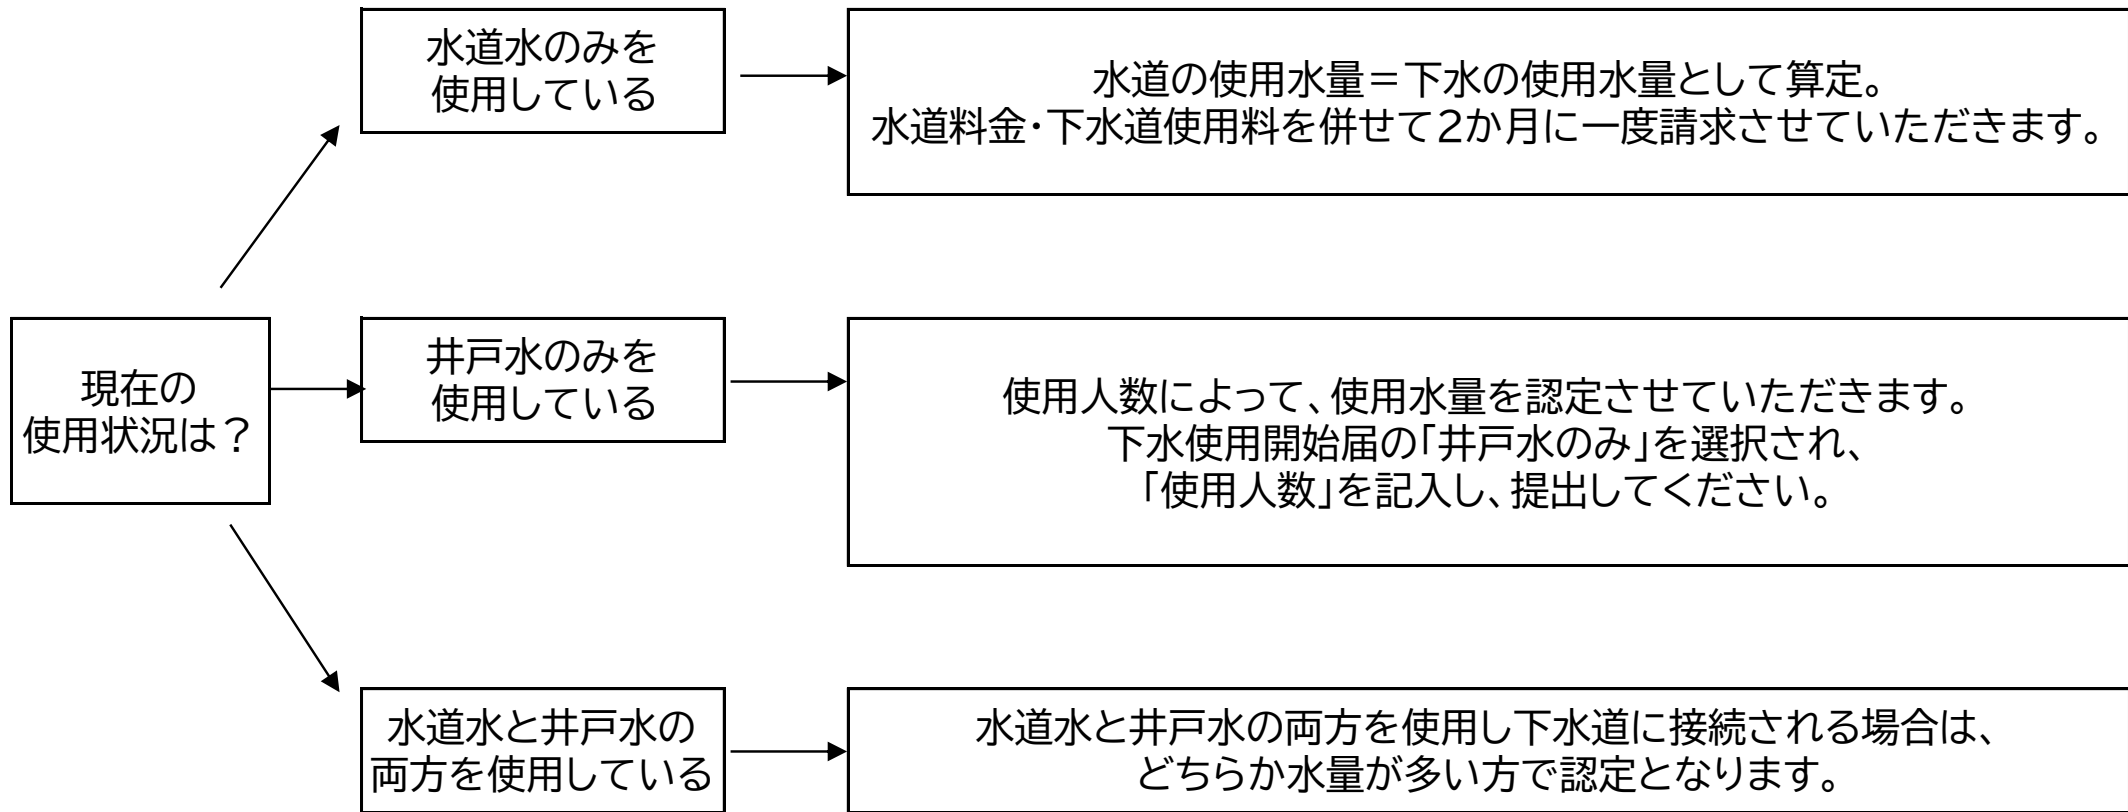 水道水のみを
使用している
水道の使用水量＝下水の使用水量として算定。
水道料金・下水道使用料を併せて２か月に一度請求させていただきます。
現在の
使用状況は？
井戸水のみを
使用している
使用人数によって、使用水量を認定させていただきます。
下水使用開始届の「井戸水のみ」を選択され、
「使用人数」を記入し、提出してください。
水道水と井戸水の
両方を使用している
水道水と井戸水の両方を使用し下水道に接続される場合は、
どちらか水量が多い方で認定となります。